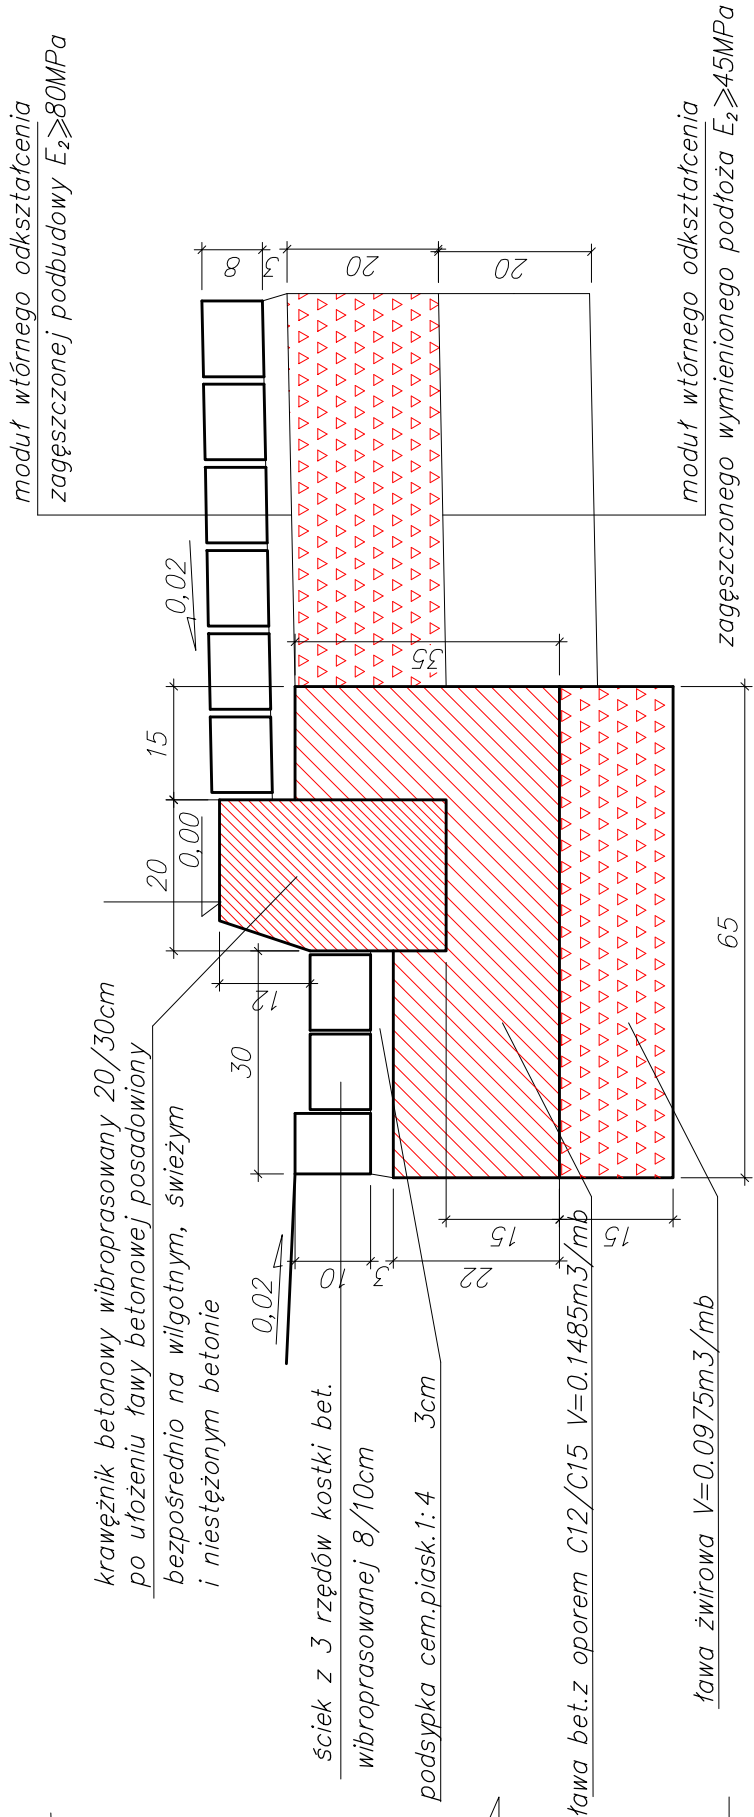 moduł wtórnego odkształcenia
zagęszczonej podbudowy E₂≥80MPa
moduł wtórnego odkształcenia
zagęszczonego wymienionego podłoża E₂≥45MPa
krawężnik betonowy wibroprasowany 20/30cm
po ułożeniu ławy betonowej posadowiony
bezpośrednio na wilgotnym, świeżym
i niestężonym betonie
ściek z 3 rzędów kostki bet.
wibroprasowanej 8/10cm
podsypka cem.piask.1:4 3cm
ława bet.z oporem C12/C15 V=0.1485m3/mb
ława żwirowa V=0.0975m3/mb
8
3
20
20
0,02
35
15
20
0,00
12
30
65
0,02
10
3
22
15
15